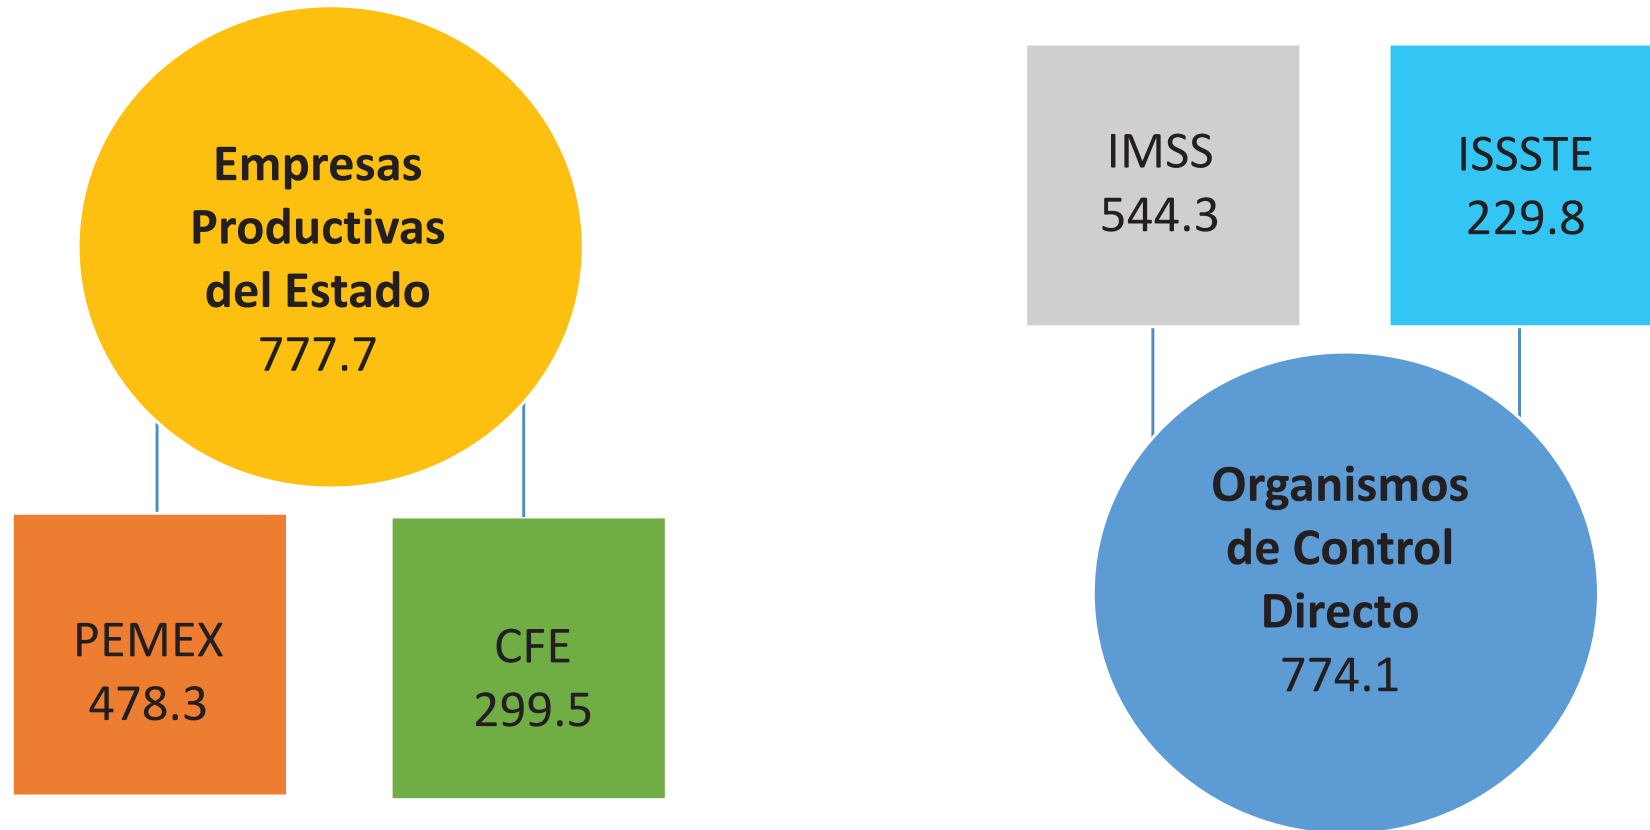 Empresas
Productivas
del Estado
777.7
PEMEX
478.3
CFE
299.5
IMSS
544.3
ISSSTE
229.8
Organismos
de Control
Directo
774.1